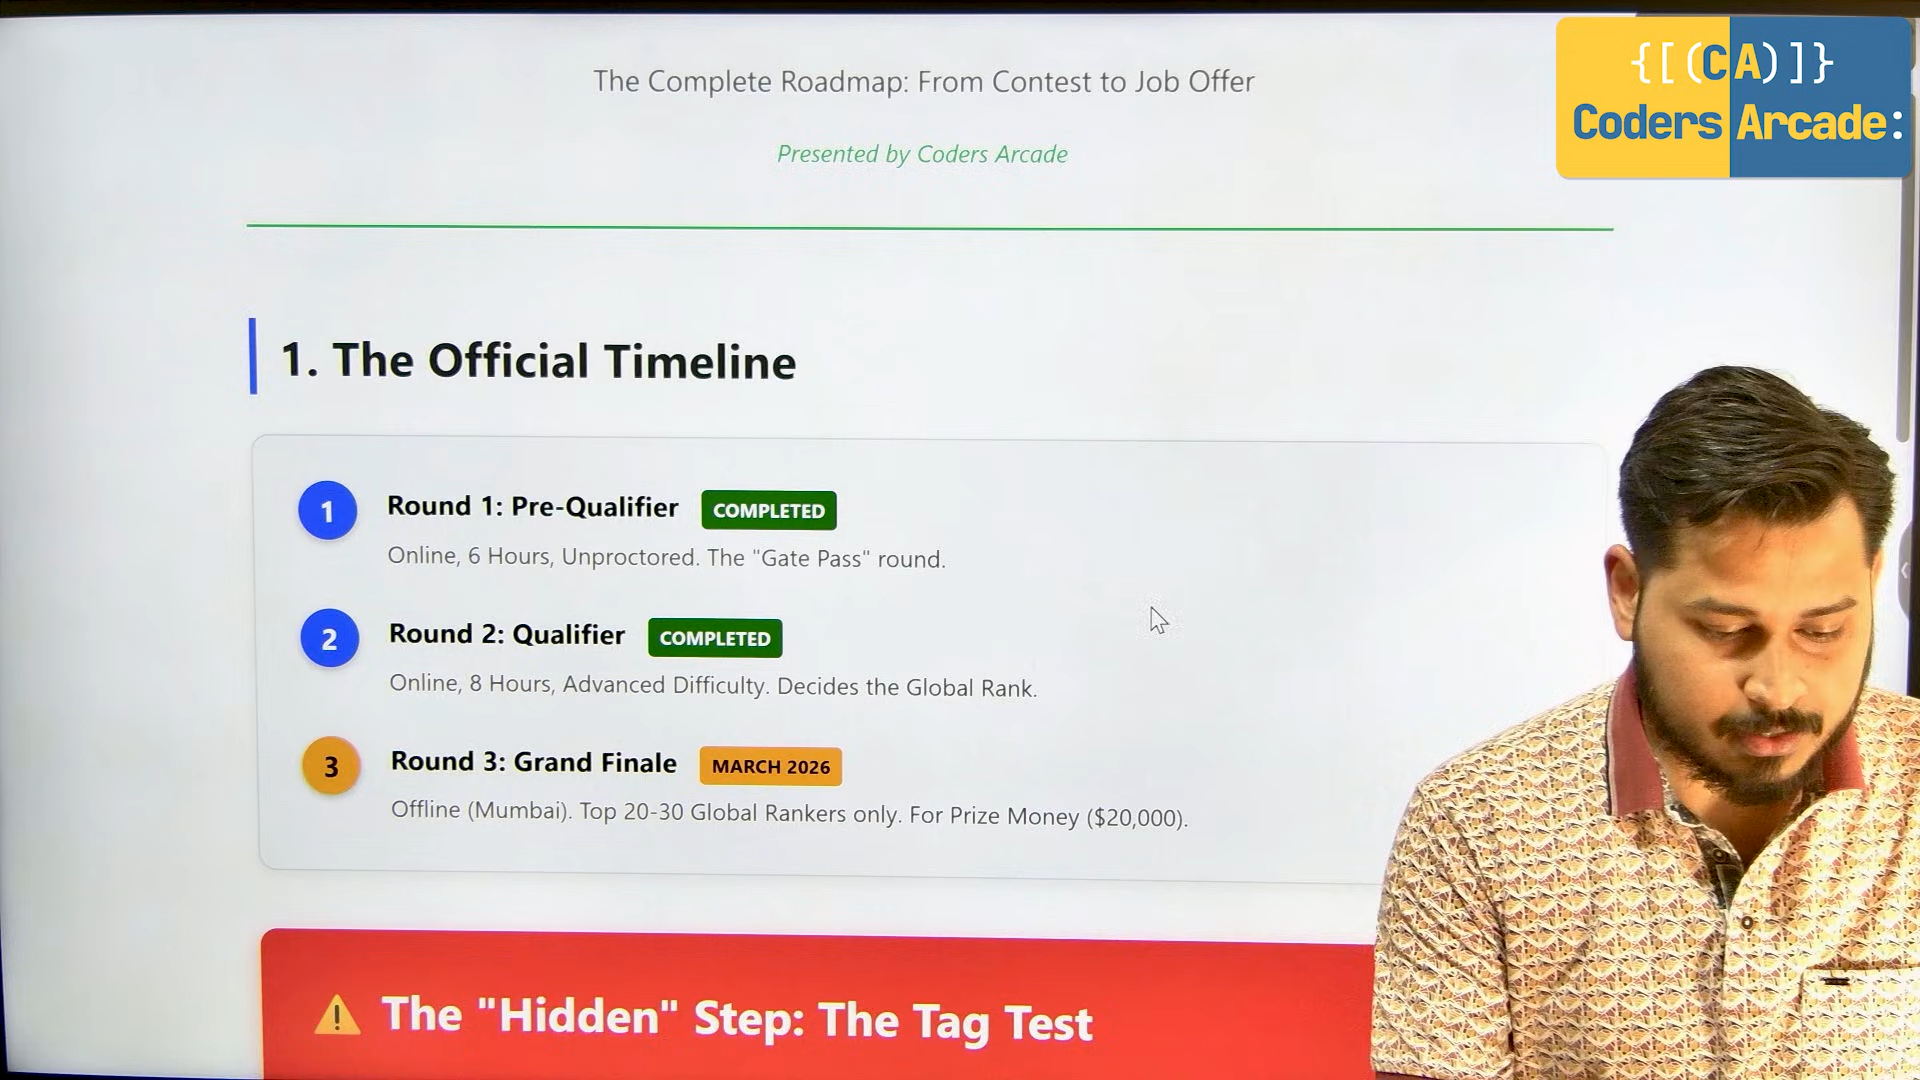 {[(CA)]}
Coders Arcade:
The Complete Roadmap: From Contest to Job Offer
Presented by Coders Arcade
1. The Official Timeline
1
Round 1: Pre-Qualifier COMPLETED
Online, 6 Hours, Unproctored. The "Gate Pass" round.
2
Round 2: Qualifier COMPLETED
Online, 8 Hours, Advanced Difficulty. Decides the Global Rank.
3
Round 3: Grand Finale MARCH 2026
Offline (Mumbai). Top 20-30 Global Rankers only. For Prize Money ($20,000).
The "Hidden" Step: The Tag Test